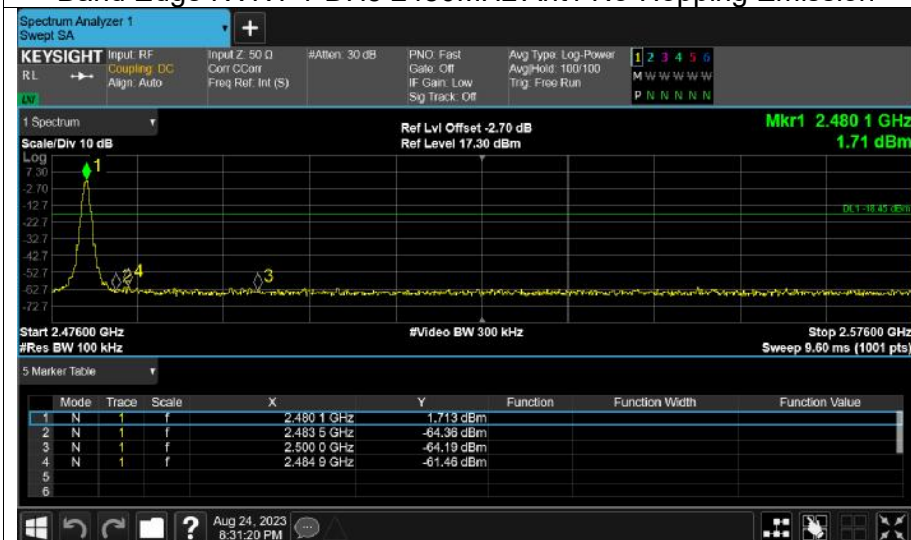 Spectrum Analyzer 1
Swept SA
+
KEYSIGHT Input: RF Input Z: 50 Ω #Atten: 30 dB PNO: Fast Avg Type: Log-Power 1 2 3 4 5 6
RL Coupling: DC Corr CCorr Gate: Off Avg|Hold: 100/100 M W W W W W
Align: Auto Freq Ref: Int (S) IF Gain: Low Trig: Free Run
Sig Track: Off P N N N N N
1 Spectrum Ref Lvl Offset -2.70 dB Mkr1 2.480 1 GHz
Scale/Div 10 dB Ref Level 17.30 dBm 1.71 dBm
Log
7.30 1
-2.70
-12.7
DL1 -18.45 dBm
-22.7
-32.7
-42.7
-52.7 2 4 3
-62.7
-72.7
Start 2.47600 GHz #Video BW 300 kHz Stop 2.57600 GHz
#Res BW 100 kHz Sweep 9.60 ms (1001 pts)
5 Marker Table
Mode Trace Scale X Y Function Function Width Function Value
1 N 1 f 2.480 1 GHz 1.713 dBm
2 N 1 f 2.483 5 GHz -64.36 dBm
3 N 1 f 2.500 0 GHz -64.19 dBm
4 N 1 f 2.484 9 GHz -61.46 dBm
5
6
? Aug 24, 2023
8:31:20 PM